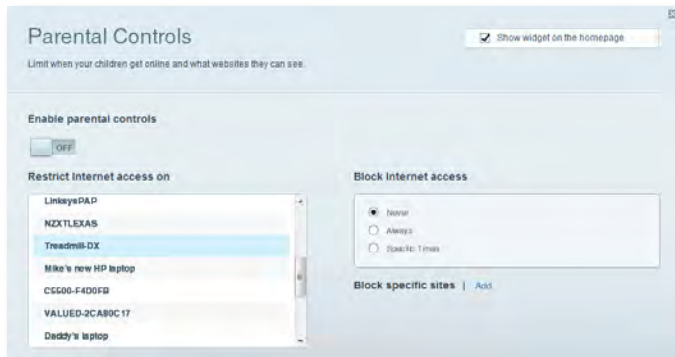 Parental Controls
Show widget on the homepage
Limit when your children get online and what websites they can see.
Enable parental controls
OFF
Restrict Internet access on
LinksysPAP
NZXTLEXAS
Treadmill-DX
Mike's new HP laptop
C5500-F4D0FB
VALUED-2CA80C17
Daddy's laptop
Block Internet access
Never
Always
Specific Times
Block specific sites | Add